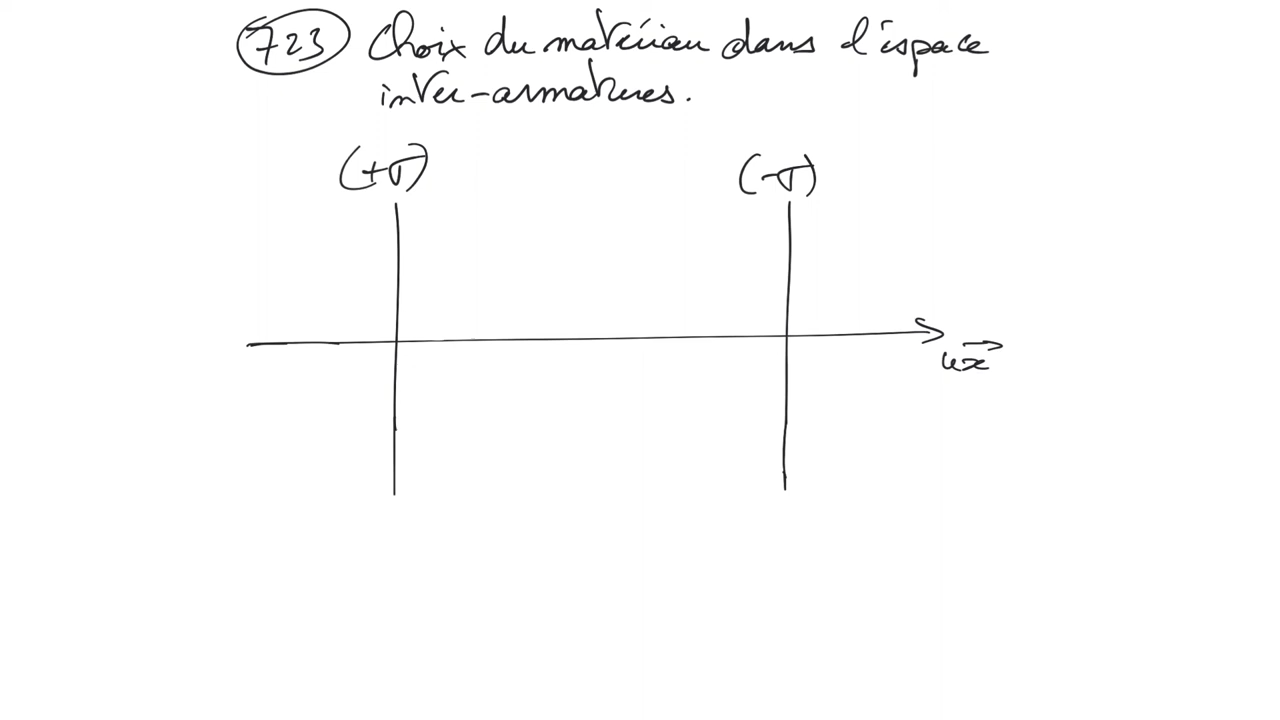 723 Choix du matériau dans l'espace
inter-armatures.
(+σ) (-σ)
ux